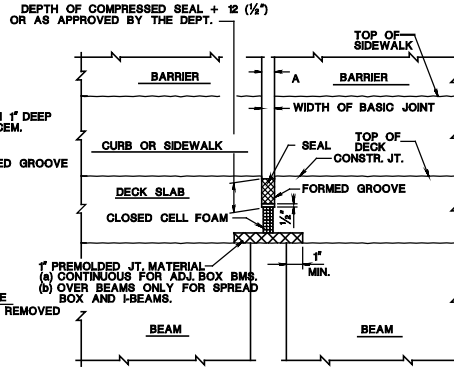 DEPTH OF COMPRESSED SEAL + 12 (½")
OR AS APPROVED BY THE DEPT.
TOP OF
SIDEWALK
BARRIER
A
BARRIER
1" DEEP
CEM.
WIDTH OF BASIC JOINT
CURB OR SIDEWALK
SEAL
TOP OF
DECK
CONSTR. JT.
ED GROOVE
DECK SLAB
FORMED GROOVE
CLOSED CELL FOAM
½"
1" PREMOLDED JT. MATERIAL
(a) CONTINUOUS FOR ADJ. BOX BMS.
(b) OVER BEAMS ONLY FOR SPREAD
BOX AND I-BEAMS.
1"
MIN.
E
REMOVED
BEAM
BEAM